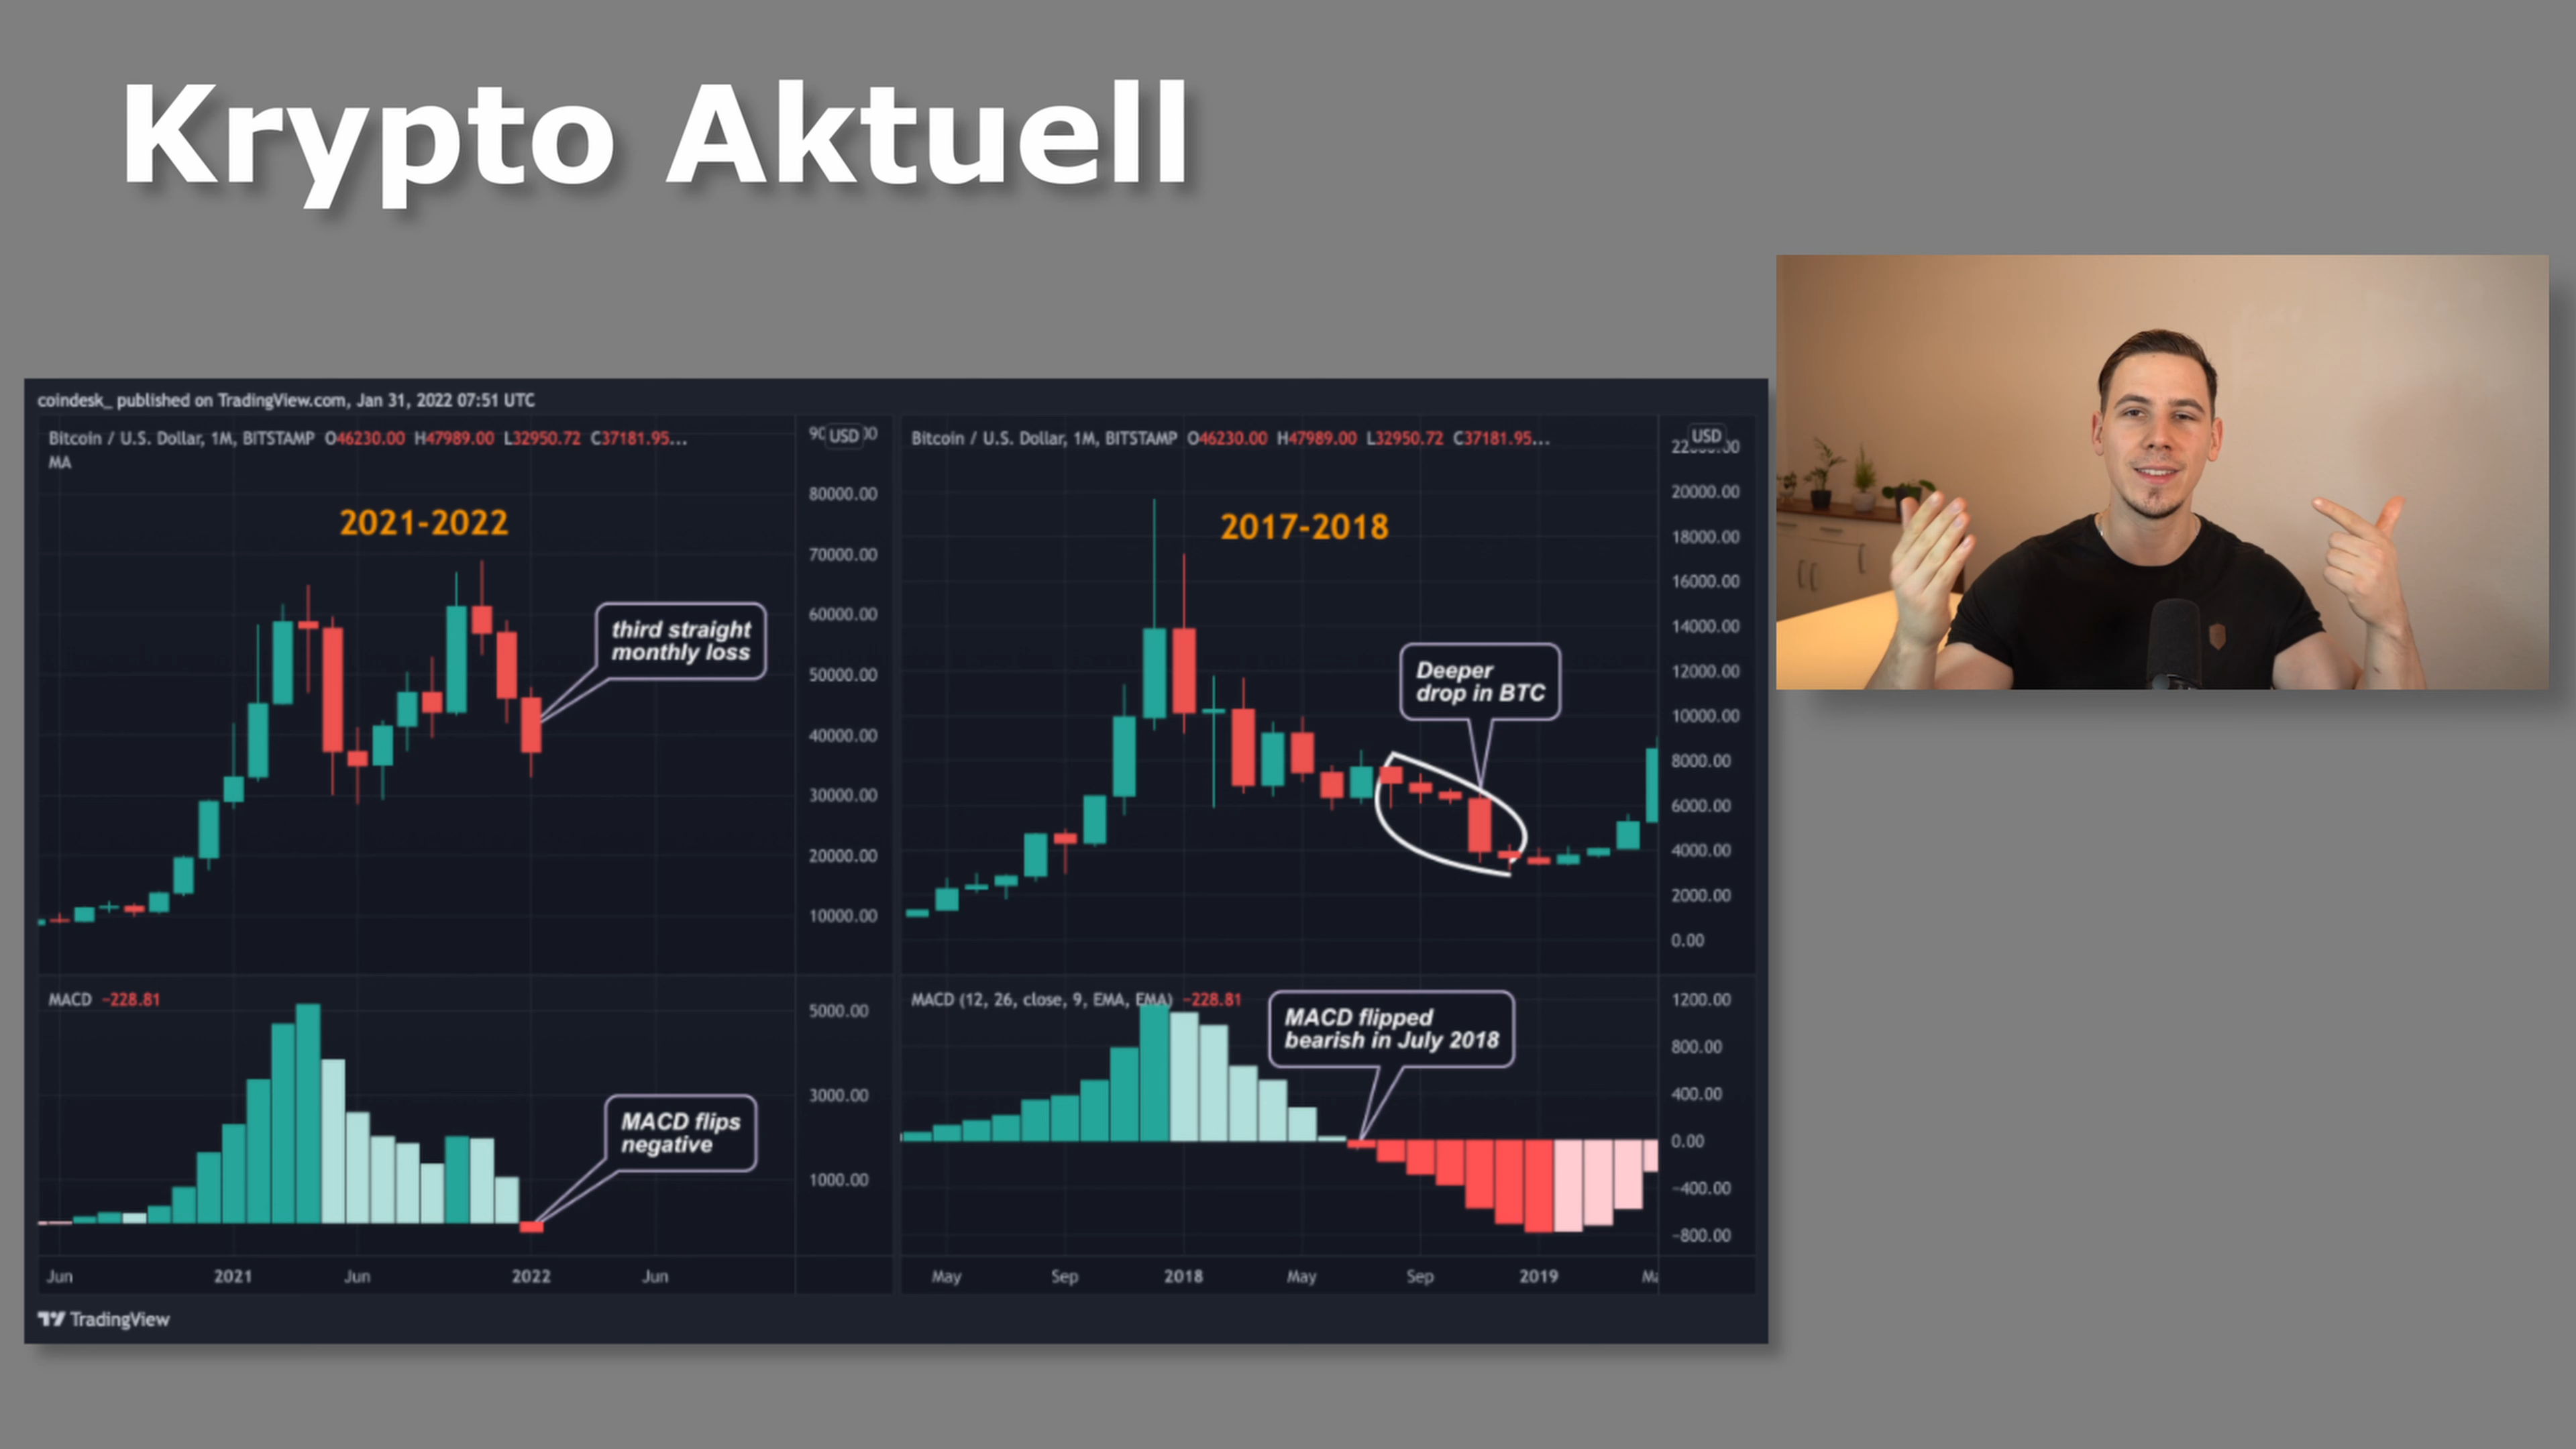 Krypto Aktuell
coindesk_ published on TradingView.com, Jan 31, 2022 07:51 UTC
Bitcoin / U.S. Dollar, 1M, BITSTAMP O46230.00 H47989.00 L32950.72 C37181.95...
MA
USD
2021-2022
80000.00
70000.00
60000.00
50000.00
40000.00
30000.00
20000.00
10000.00
third straight
monthly loss
MACD -228.81
5000.00
3000.00
1000.00
MACD flips
negative
Jun
2021
Jun
2022
Jun
Bitcoin / U.S. Dollar, 1M, BITSTAMP O46230.00 H47989.00 L32950.72 C37181.95...
USD
2017-2018
20000.00
18000.00
16000.00
14000.00
12000.00
10000.00
8000.00
6000.00
4000.00
2000.00
0.00
Deeper
drop in BTC
MACD (12, 26, close, 9, EMA, EMA) -228.81
MACD flipped
bearish in July 2018
1200.00
800.00
400.00
0.00
-400.00
-800.00
May
Sep
2018
May
Sep
2019
TradingView